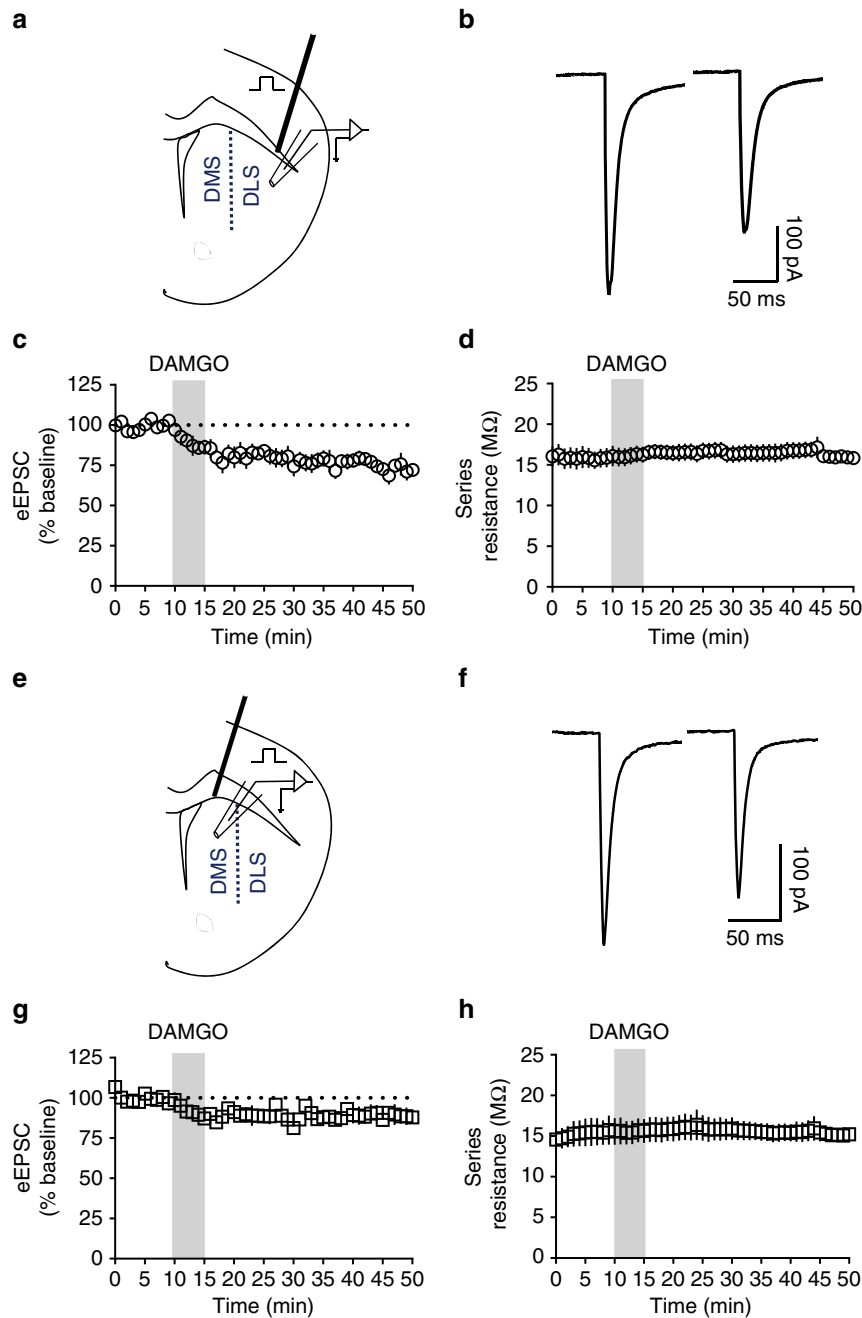 a
DMS
DLS
b
100 pA
50 ms
c
DAMGO
125
100
75
50
25
0
eEPSC
(% baseline)
0 5 10 15 20 25 30 35 40 45 50
Time (min)
d
DAMGO
25
20
15
10
5
0
Series
resistance (MΩ)
0 5 10 15 20 25 30 35 40 45 50
Time (min)
e
DMS
DLS
f
100 pA
50 ms
g
DAMGO
125
100
75
50
25
0
eEPSC
(% baseline)
0 5 10 15 20 25 30 35 40 45 50
Time (min)
h
DAMGO
25
20
15
10
5
0
Series
resistance (MΩ)
0 5 10 15 20 25 30 35 40 45 50
Time (min)